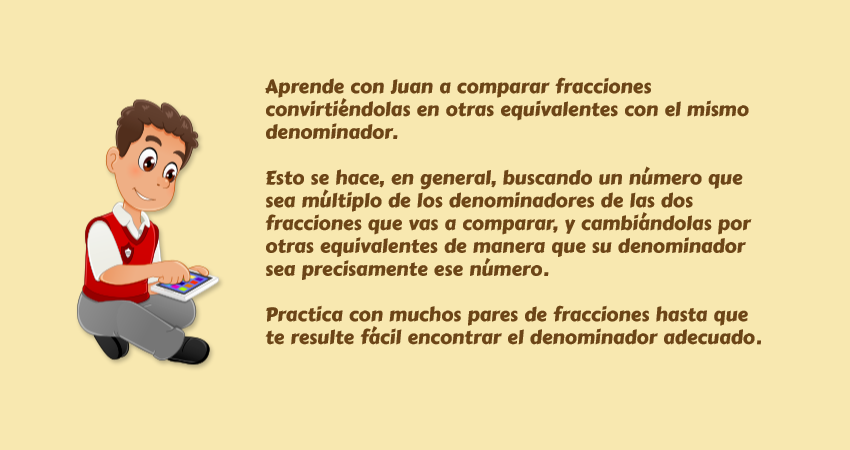 Aprende con Juan a comparar fracciones
convirtiéndolas en otras equivalentes con el mismo
denominador.
Esto se hace, en general, buscando un número que
sea múltiplo de los denominadores de las dos
fracciones que vas a comparar, y cambiándolas por
otras equivalentes de manera que su denominador
sea precisamente ese número.
Practica con muchos pares de fracciones hasta que
te resulte fácil encontrar el denominador adecuado.